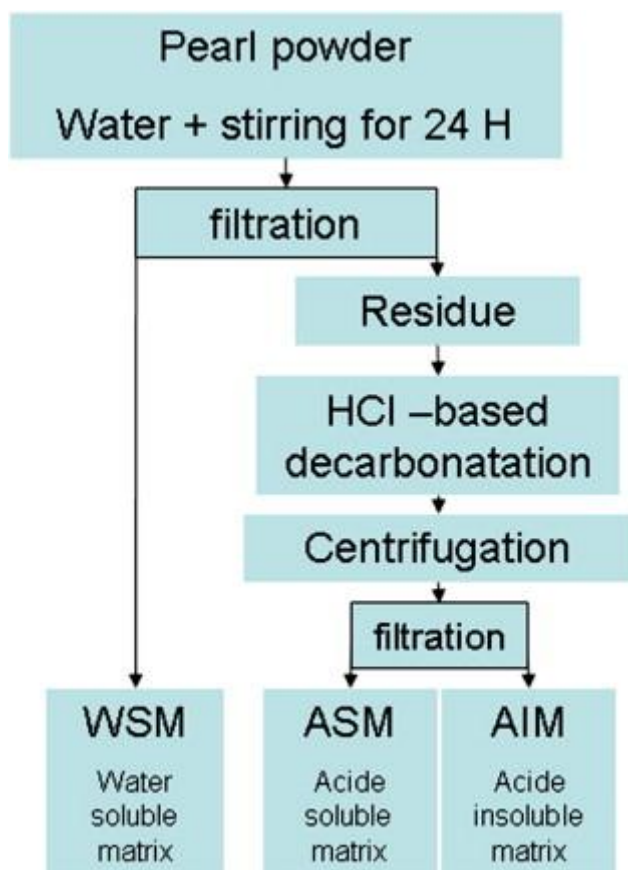 Pearl powder
Water + stirring for 24 H
filtration
Residue
HCl –based
decarbonatation
Centrifugation
filtration
WSM
Water
soluble
matrix
ASM
Acide
soluble
matrix
AIM
Acide
insoluble
matrix